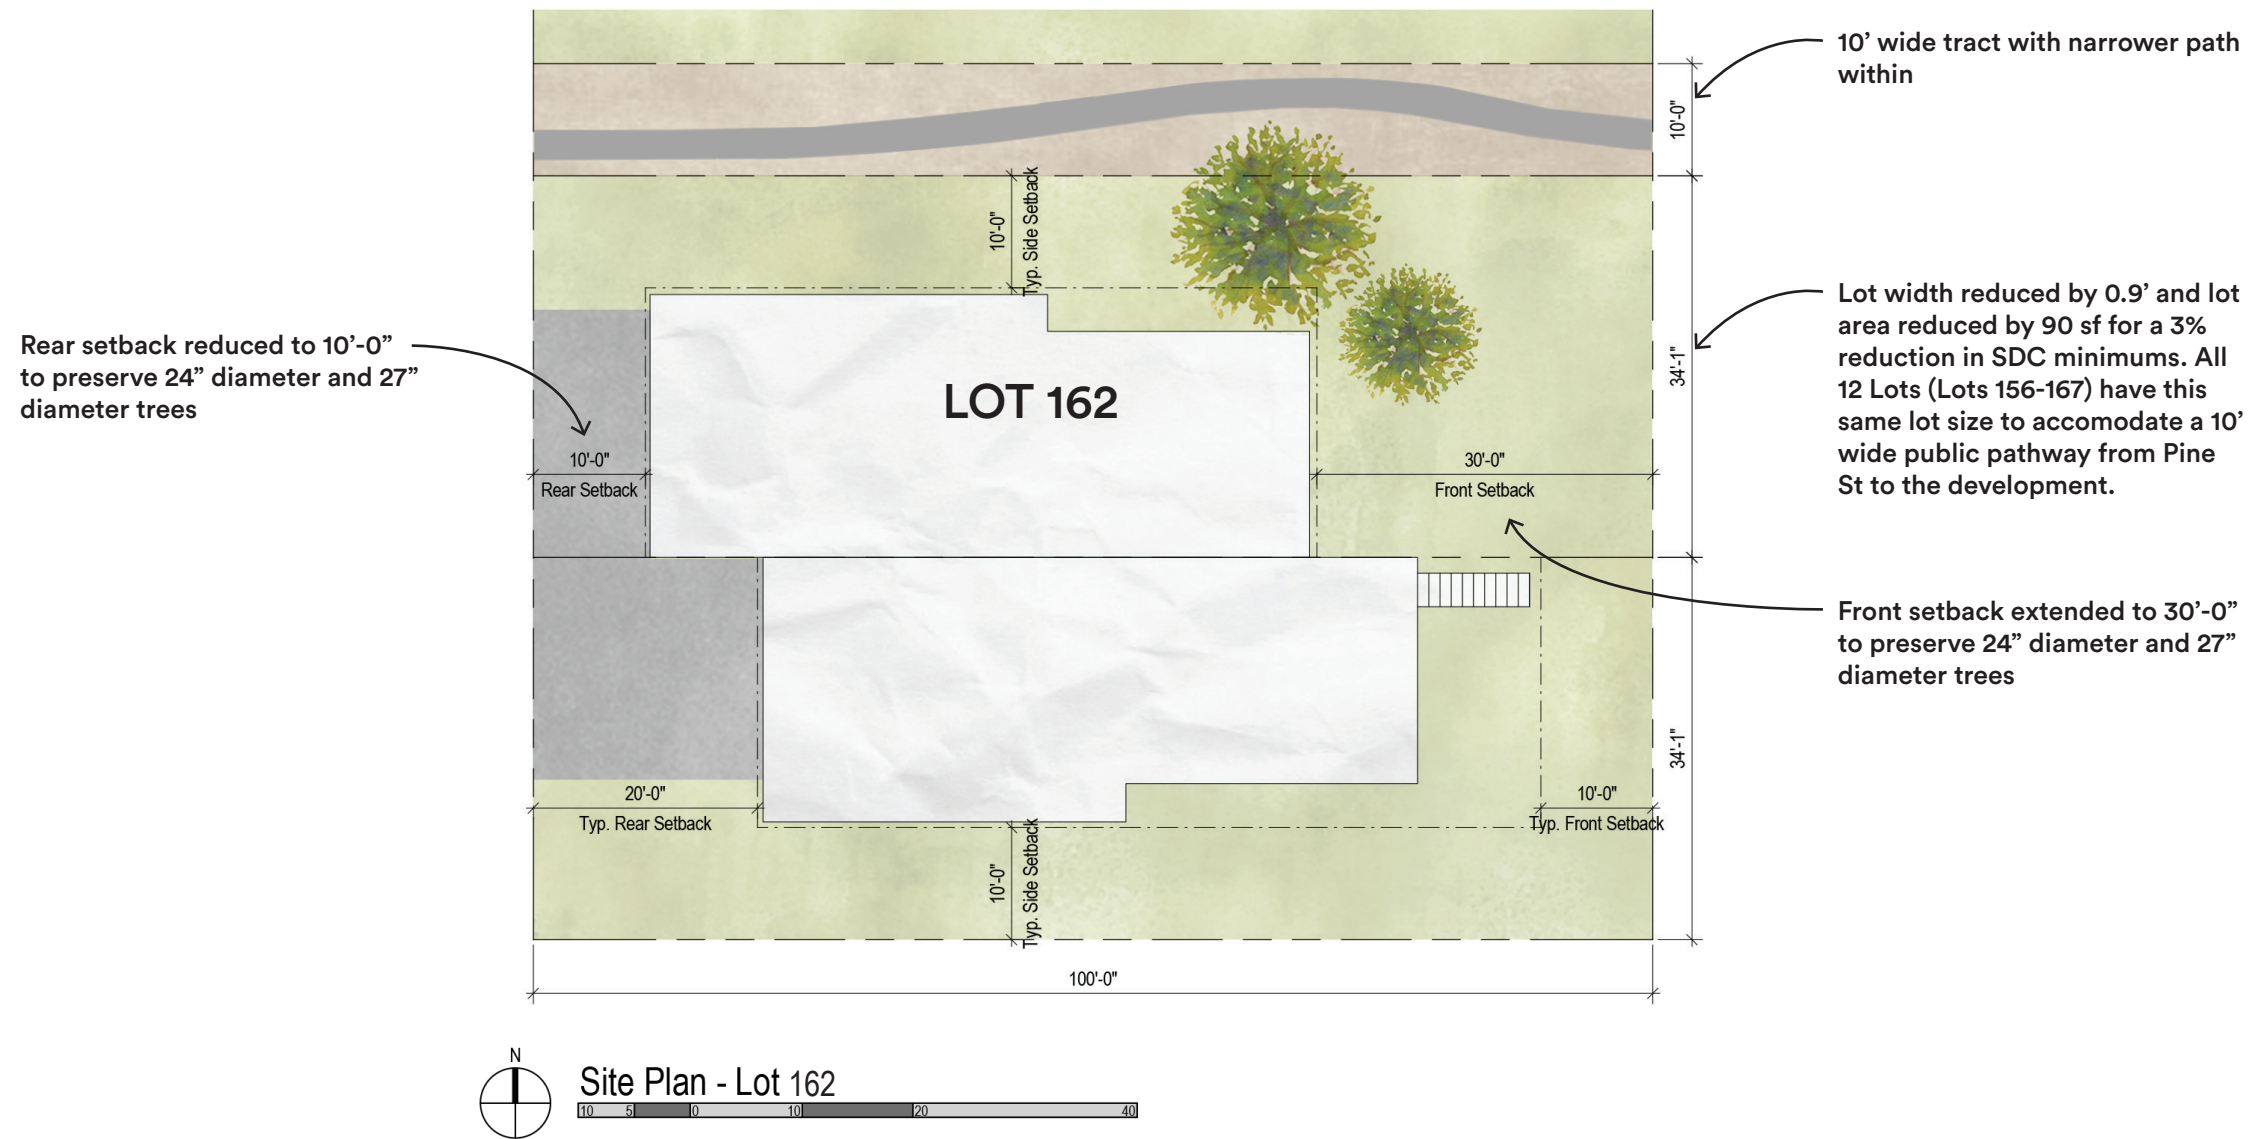 10’ wide tract with narrower path
within
10'-0"
10'-0"
Typ. Side Setback
Lot width reduced by 0.9’ and lot
area reduced by 90 sf for a 3%
reduction in SDC minimums. All
12 Lots (Lots 156-167) have this
same lot size to accomodate a 10’
wide public pathway from Pine
St to the development.
34'-1"
Rear setback reduced to 10’-0”
to preserve 24” diameter and 27”
diameter trees
LOT 162
10'-0"
Rear Setback
30'-0"
Front Setback
Front setback extended to 30’-0”
to preserve 24” diameter and 27”
diameter trees
34'-1"
20'-0"
Typ. Rear Setback
10'-0"
Typ. Front Setback
10'-0"
Typ. Side Setback
100'-0"
N
Site Plan - Lot 162
10 5 0 10 20 40